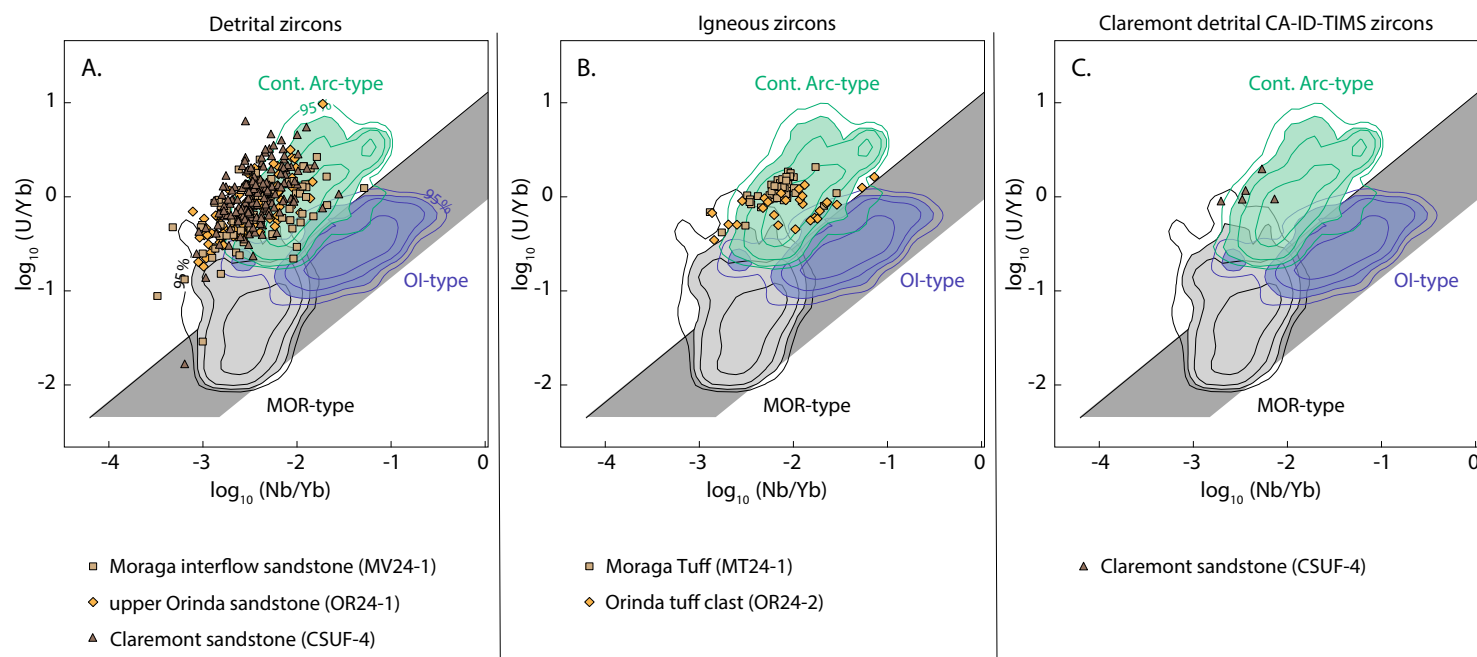 Detrital zircons
Igneous zircons
Claremont detrital CA-ID-TIMS zircons
A.
Cont. Arc-type
95%
95%
95%
OI-type
MOR-type
1
0
-1
-2
log10 (U/Yb)
-4 -3 -2 -1 0
log10 (Nb/Yb)
B.
Cont. Arc-type
OI-type
MOR-type
1
0
-1
-2
log10 (U/Yb)
-4 -3 -2 -1 0
log10 (Nb/Yb)
C.
Cont. Arc-type
OI-type
MOR-type
1
0
-1
-2
log10 (U/Yb)
-4 -3 -2 -1 0
log10 (Nb/Yb)
Moraga interflow sandstone (MV24-1)
upper Orinda sandstone (OR24-1)
Claremont sandstone (CSUF-4)
Moraga Tuff (MT24-1)
Orinda tuff clast (OR24-2)
Claremont sandstone (CSUF-4)